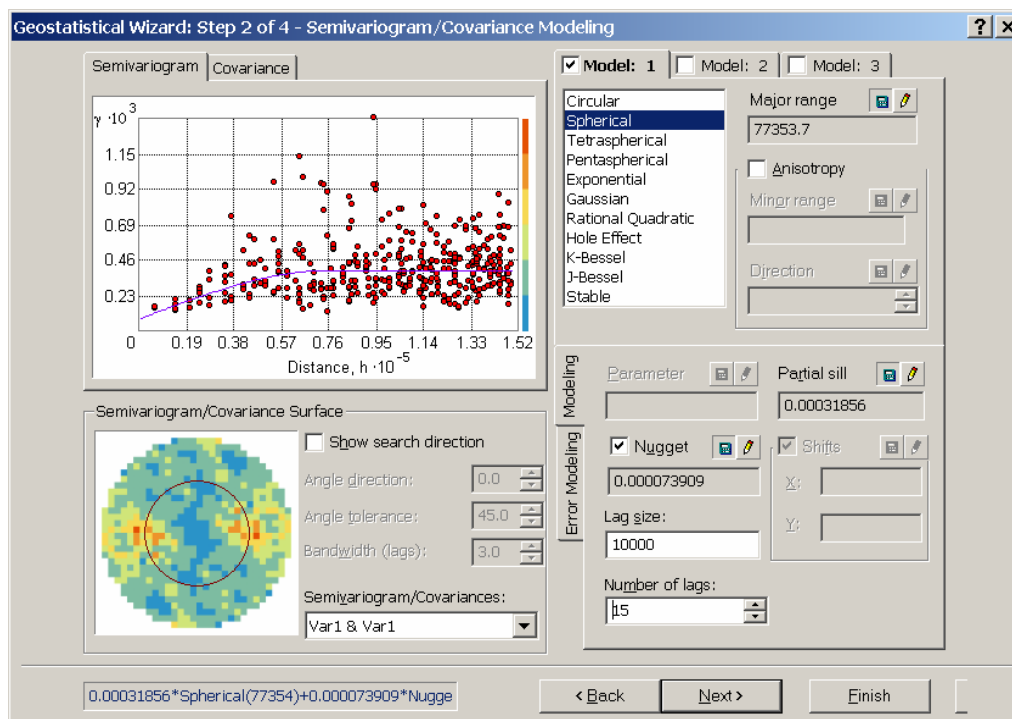 Geostatistical Wizard: Step 2 of 4 - Semivariogram/Covariance Modeling
Semivariogram
Covariance
γ·10 3
1.15
0.92
0.69
0.46
0.23
0 0.19 0.38 0.57 0.76 0.95 1.14 1.33 1.52
Distance, h·10 -5
Semivariogram/Covariance Surface
Show search direction
Angle direction:
0.0
Angle tolerance:
45.0
Bandwidth (lags):
3.0
Semivariogram/Covariances:
Var1 & Var1
Model: 1
Model: 2
Model: 3
Circular
Spherical
Tetraspherical
Pentaspherical
Exponential
Gaussian
Rational Quadratic
Hole Effect
K-Bessel
J-Bessel
Stable
Major range
77353.7
Anisotropy
Minor range
Direction
Modeling
Error Modeling
Parameter
Partial sill
0.00031856
Nugget
0.000073909
Shifts
X:
Y:
Lag size:
10000
Number of lags:
15
0.00031856*Spherical(77354)+0.000073909*Nugge
< Back
Next >
Finish